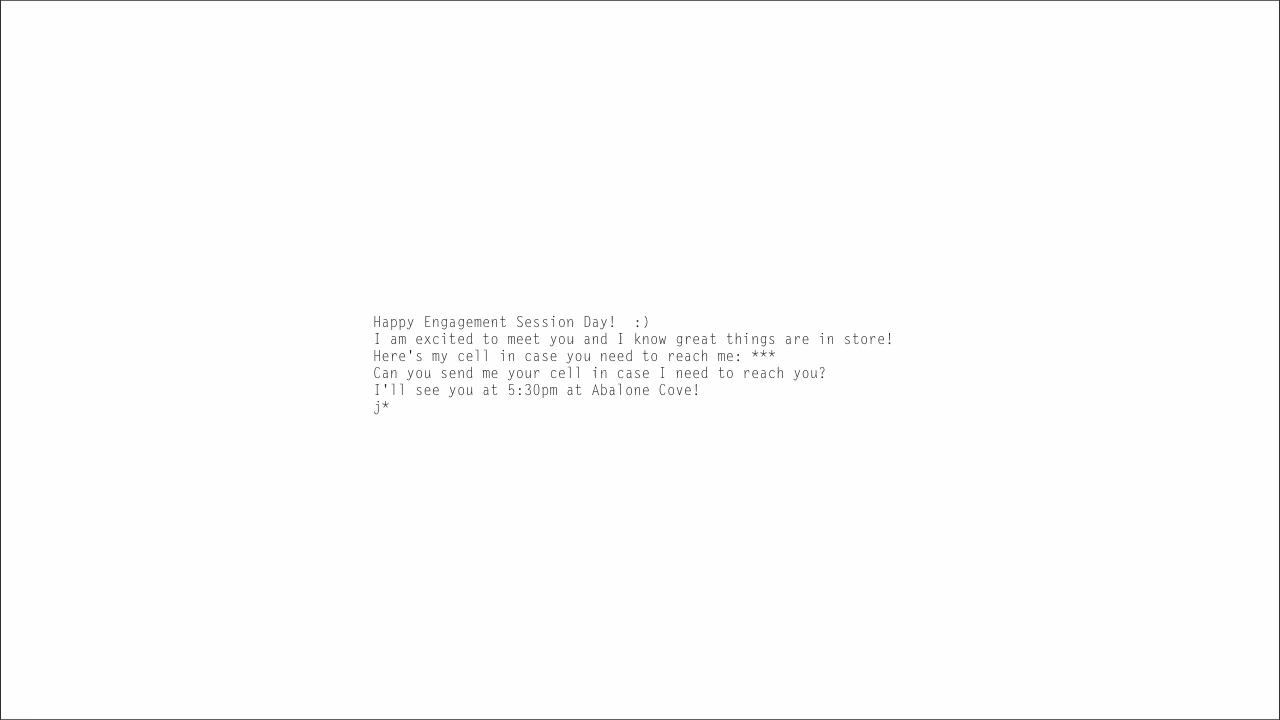 Happy Engagement Session Day!  :)
I am excited to meet you and I know great things are in store!
Here's my cell in case you need to reach me: ***
Can you send me your cell in case I need to reach you?
I'll see you at 5:30pm at Abalone Cove!
j*